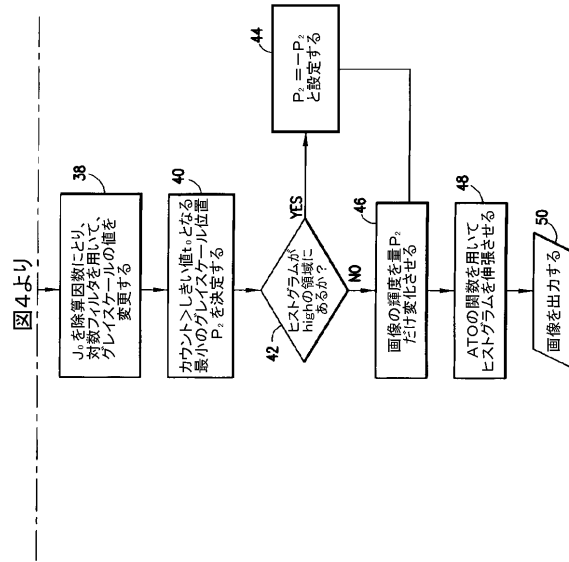 図4より
38
J₀を除算因数にとり、
対数フィルタを用いて、
グレイスケールの値を
変更する
40
カウント>しきい値t₀となる
最小のグレイスケール位置
P₂を決定する
42
ヒストグラムが
highの領域に
あるか?
YES
NO
44
P₂=−P₂
と設定する
46
画像の輝度を量P₂
だけ変化させる
48
ATOの関数を用いて
ヒストグラムを伸張させる
50
画像を出力する